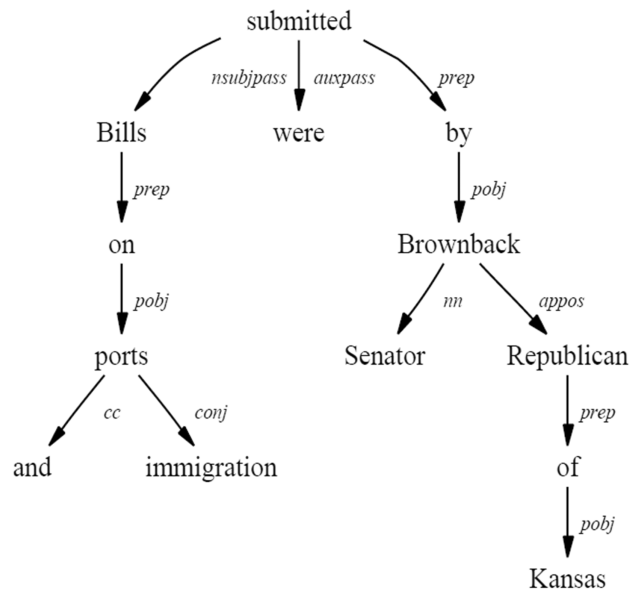 submitted
nsubjpass auxpass prep
Bills were by
prep pobj
on Brownback
pobj nn appos
ports Senator Republican
cc conj prep
and immigration of
pobj
Kansas